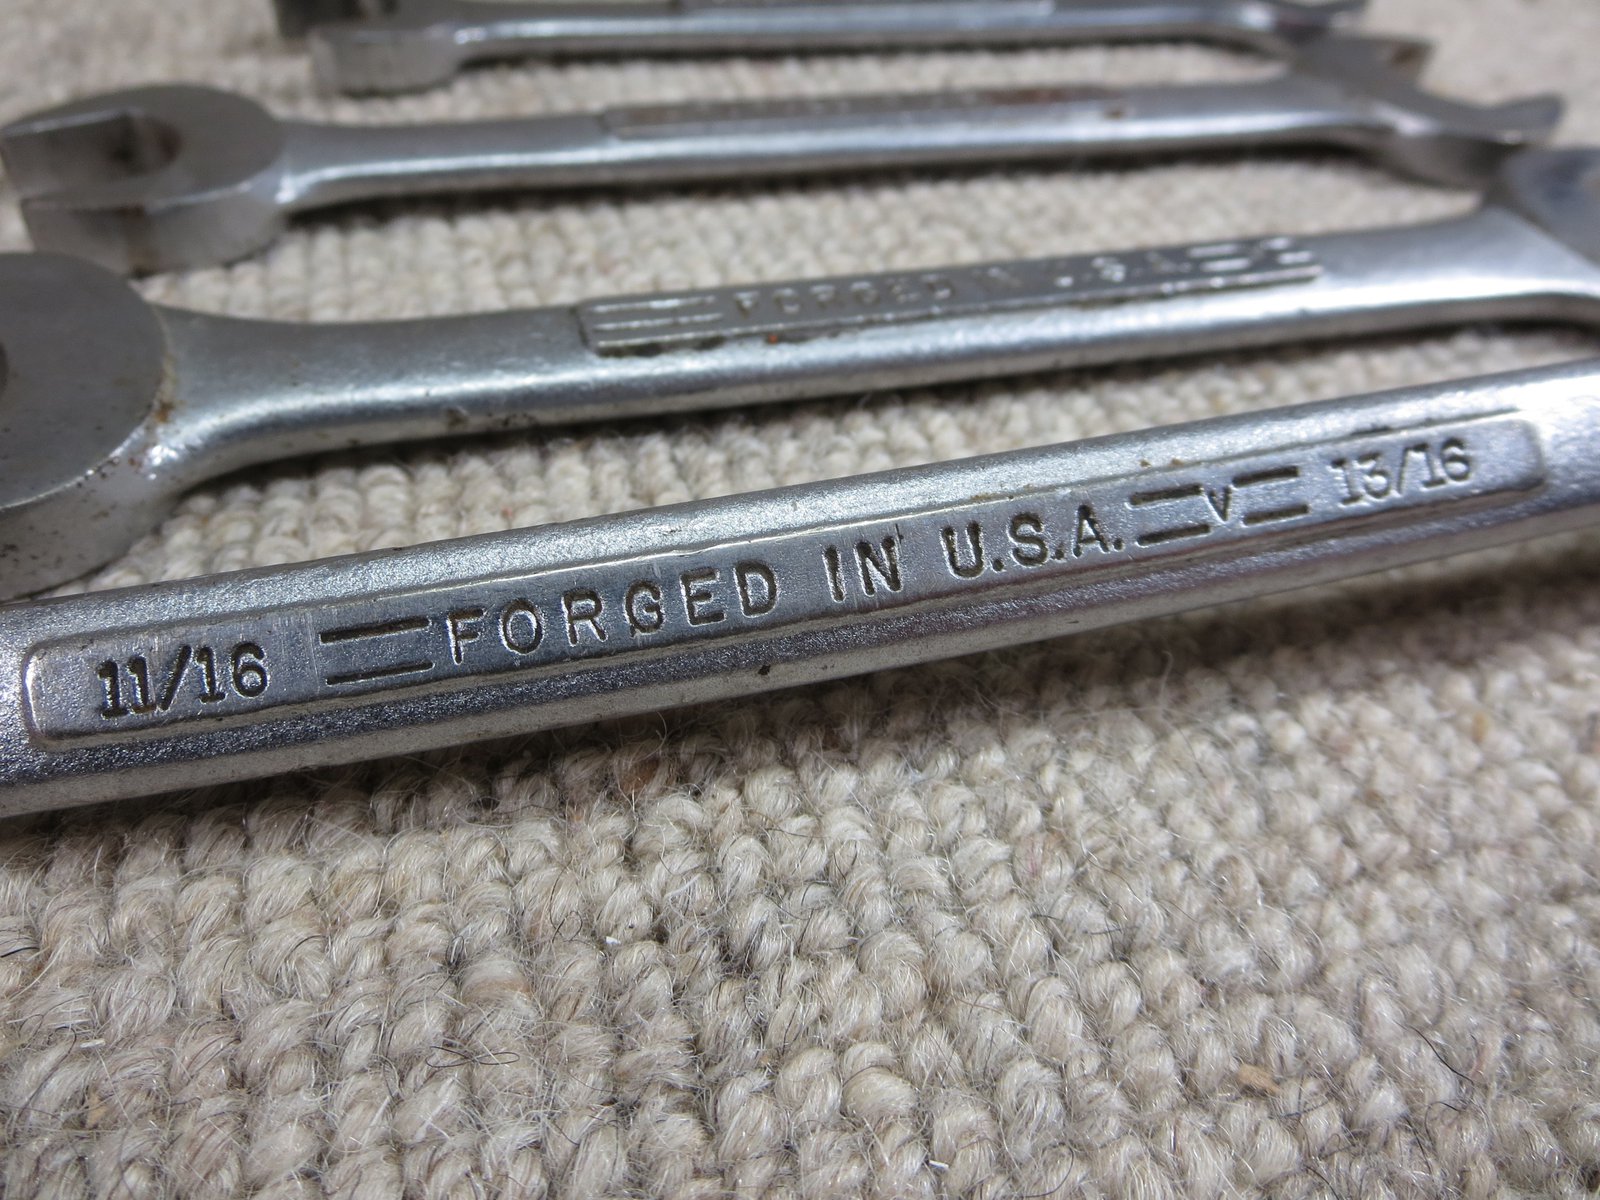 FORGED IN U.S.A.
11/16 FORGED IN U.S.A. V 13/16